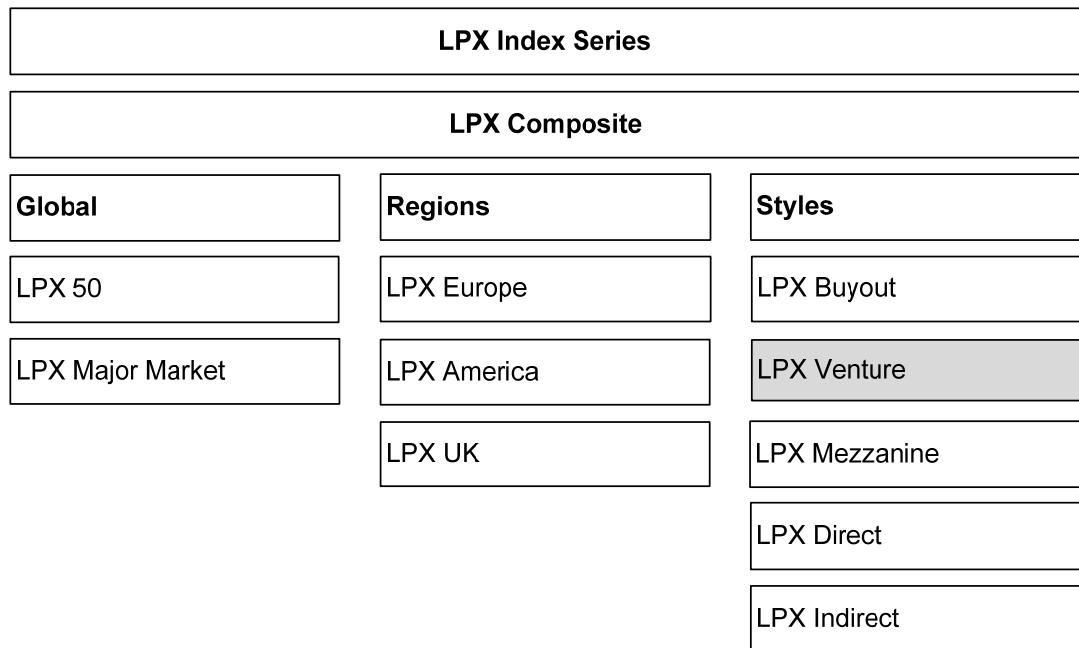 LPX Index Series
LPX Composite
Global
Regions
Styles
LPX 50
LPX Europe
LPX Buyout
LPX Major Market
LPX America
LPX Venture
LPX UK
LPX Mezzanine
LPX Direct
LPX Indirect